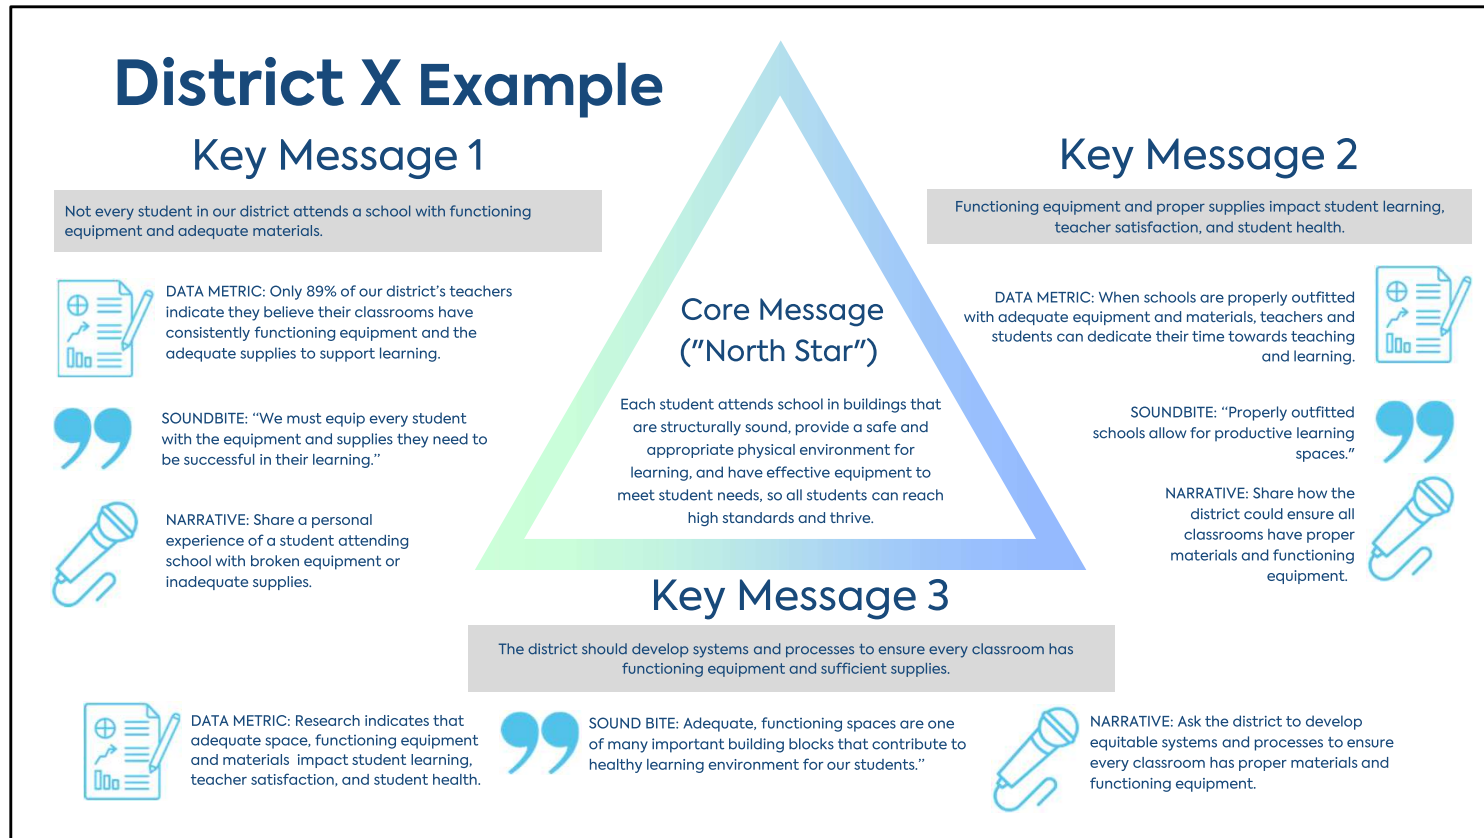 District X Example
Key Message 1
Not every student in our district attends a school with functioning
equipment and adequate materials.
DATA METRIC: Only 89% of our district's teachers
indicate they believe their classrooms have
consistently functioning equipment and the
adequate supplies to support learning.
SOUNDBITE: "We must equip every student
with the equipment and supplies they need to
be successful in their learning."
NARRATIVE: Share a personal
experience of a student attending
school with broken equipment or
inadequate supplies.
Core Message
("North Star")
Each student attends school in buildings that
are structurally sound, provide a safe and
appropriate physical environment for
learning, and have effective equipment to
meet student needs, so all students can reach
high standards and thrive.
Key Message 2
Functioning equipment and proper supplies impact student learning,
teacher satisfaction, and student health.
DATA METRIC: When schools are properly outfitted
with adequate equipment and materials, teachers and
students can dedicate their time towards teaching
and learning.
SOUNDBITE: "Properly outfitted
schools allow for productive learning
spaces."
NARRATIVE: Share how the
district could ensure all
classrooms have proper
materials and functioning
equipment.
Key Message 3
The district should develop systems and processes to ensure every classroom has
functioning equipment and sufficient supplies.
DATA METRIC: Research indicates that
adequate space, functioning equipment
and materials  impact student learning,
teacher satisfaction, and student health.
SOUND BITE: Adequate, functioning spaces are one
of many important building blocks that contribute to
healthy learning environment for our students."
NARRATIVE: Ask the district to develop
equitable systems and processes to ensure
every classroom has proper materials and
functioning equipment.